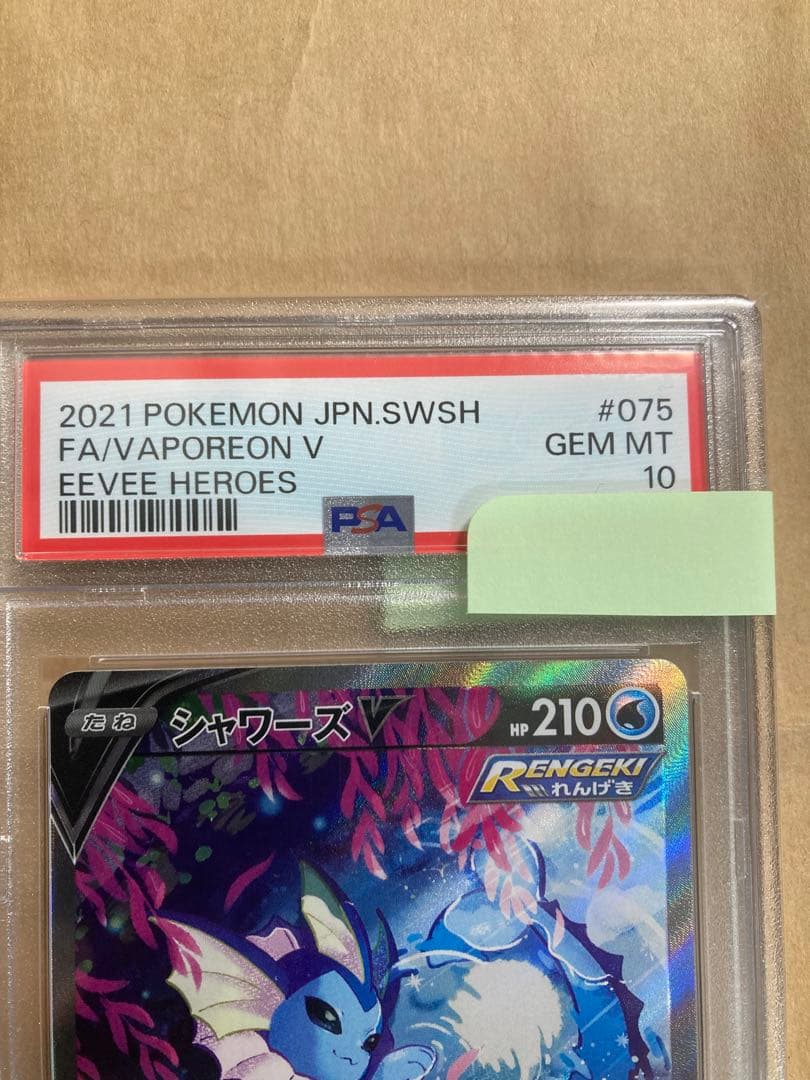 2021 POKEMON JPN.SWSH #075
FA/VAPOREON V GEM MT
EEVEE HEROES 10
PSA
たね シャワーズV HP 210
RENGEKI
れんげき